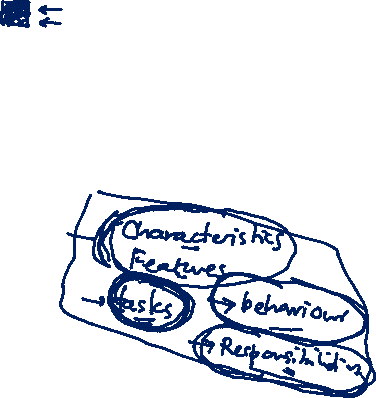 Characteristics
Features
→ tasks → behaviour
→ Responsibilities